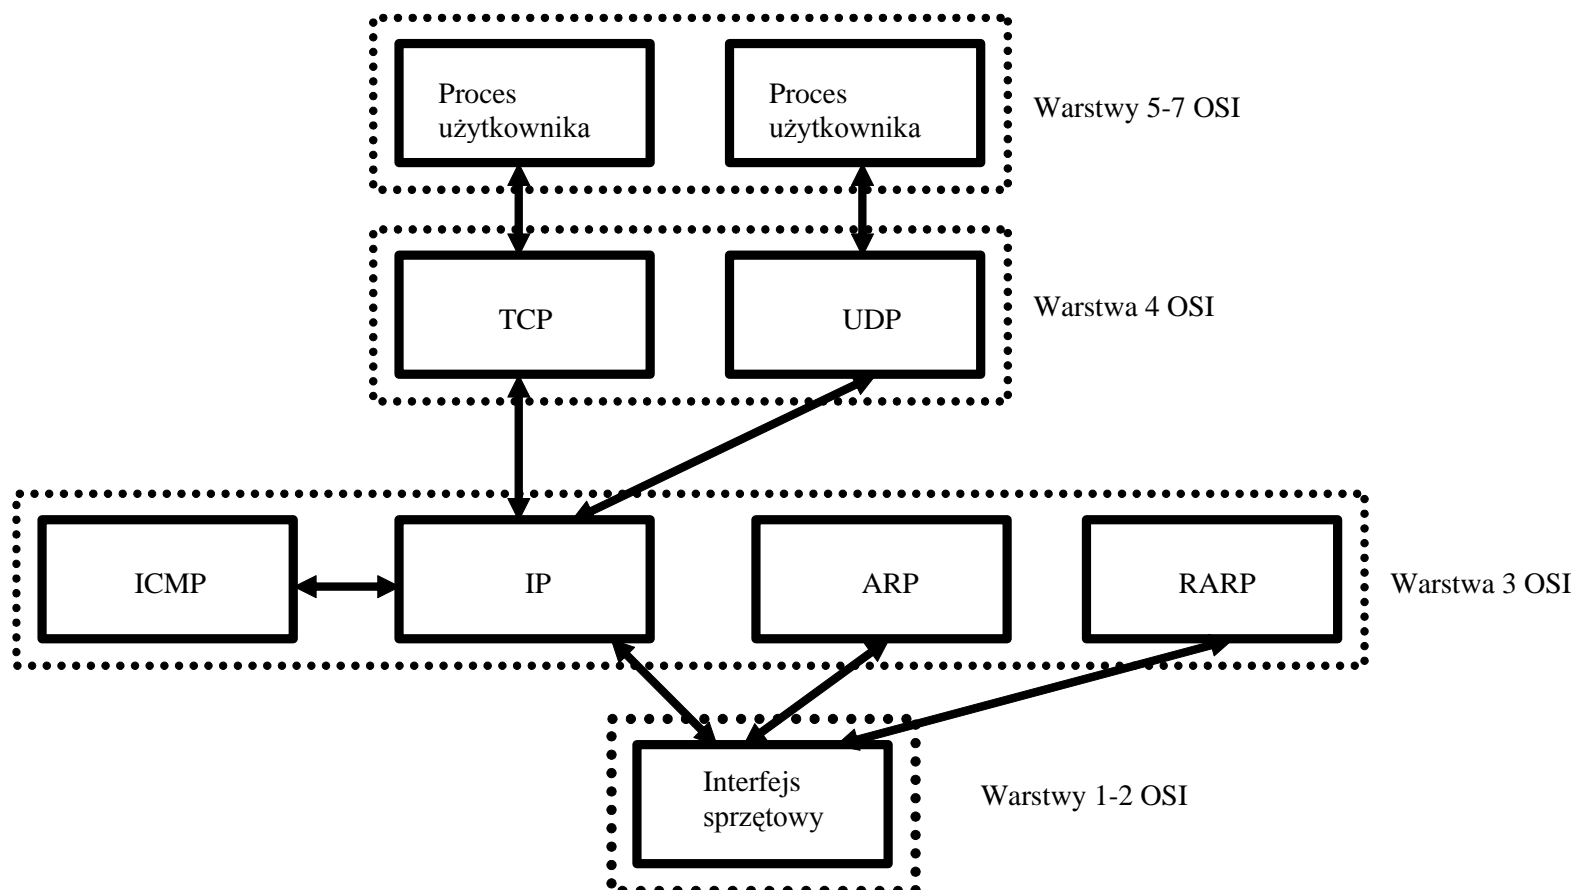 Proces
użytkownika
Proces
użytkownika
Warstwy 5-7 OSI
TCP
UDP
Warstwa 4 OSI
ICMP
IP
ARP
RARP
Warstwa 3 OSI
Interfejs
sprzętowy
Warstwy 1-2 OSI